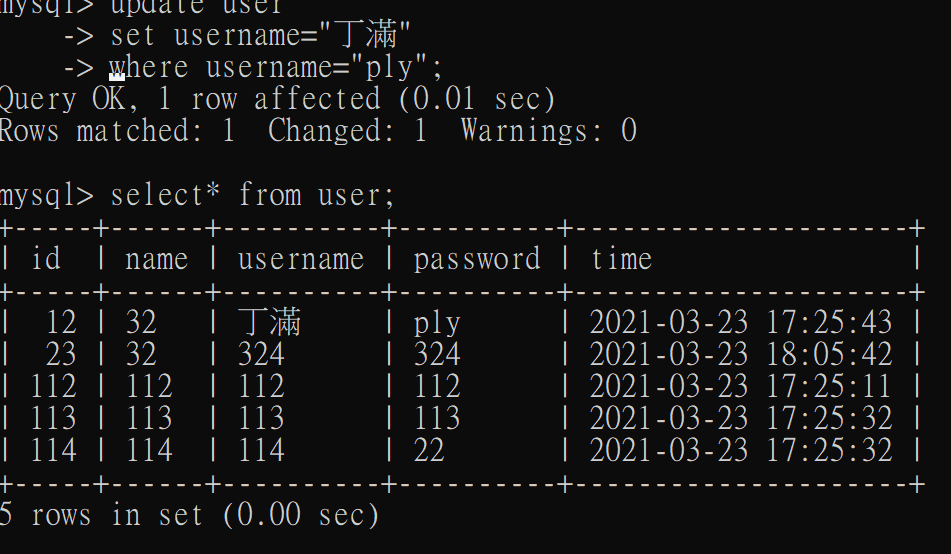 mysql> update user
    -> set username="丁滿"
    -> where username="ply";
Query OK, 1 row affected (0.01 sec)
Rows matched: 1  Changed: 1  Warnings: 0
mysql> select* from user;
+-----+------+----------+----------+---------------------+
| id  | name | username | password | time                |
+-----+------+----------+----------+---------------------+
|  12 | 32   | 丁滿     | ply      | 2021-03-23 17:25:43 |
|  23 | 32   | 324      | 324      | 2021-03-23 18:05:42 |
| 112 | 112  | 112      | 112      | 2021-03-23 17:25:11 |
| 113 | 113  | 113      | 113      | 2021-03-23 17:25:32 |
| 114 | 114  | 114      | 22       | 2021-03-23 17:25:32 |
+-----+------+----------+----------+---------------------+
5 rows in set (0.00 sec)